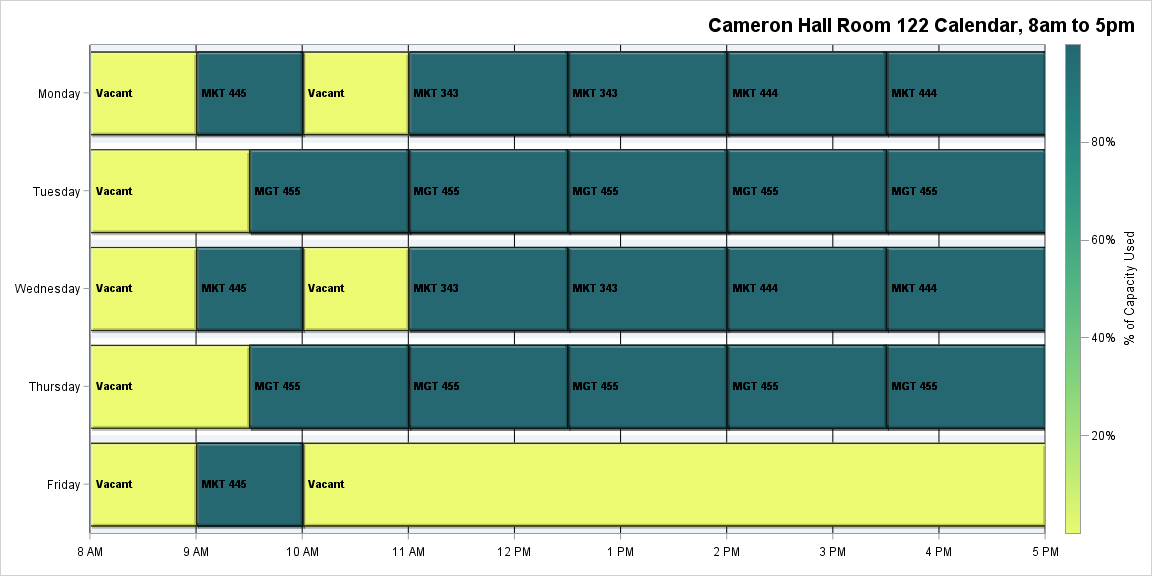 Cameron Hall Room 122 Calendar, 8am to 5pm
Monday Vacant MKT 445 Vacant MKT 343 MKT 343 MKT 444 MKT 444
80%
Tuesday Vacant MGT 455 MGT 455 MGT 455 MGT 455 MGT 455
60%
Wednesday Vacant MKT 445 Vacant MKT 343 MKT 343 MKT 444 MKT 444
% of Capacity Used
40%
Thursday Vacant MGT 455 MGT 455 MGT 455 MGT 455 MGT 455
20%
Friday Vacant MKT 445 Vacant
8 AM 9 AM 10 AM 11 AM 12 PM 1 PM 2 PM 3 PM 4 PM 5 PM